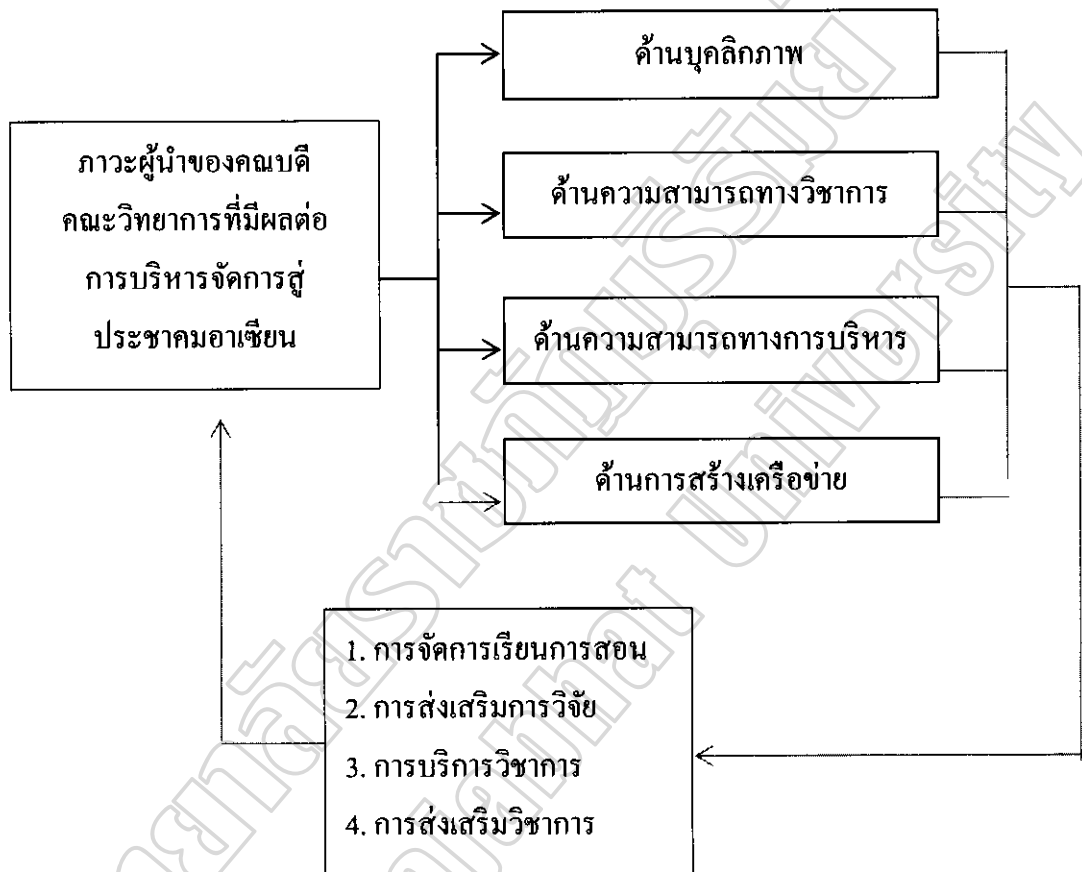 ด้านบุคลิกภาพ
ภาวะผู้นำของคณบดี
คณะวิทยาการที่มีผลต่อ
การบริหารจัดการสู่
ประชาคมอาเซียน
ด้านความสามารถทางวิชาการ
ด้านความสามารถทางการบริหาร
ด้านการสร้างเครือข่าย
1. การจัดการเรียนการสอน
2. การส่งเสริมการวิจัย
3. การบริการวิชาการ
4. การส่งเสริมวิชาการ